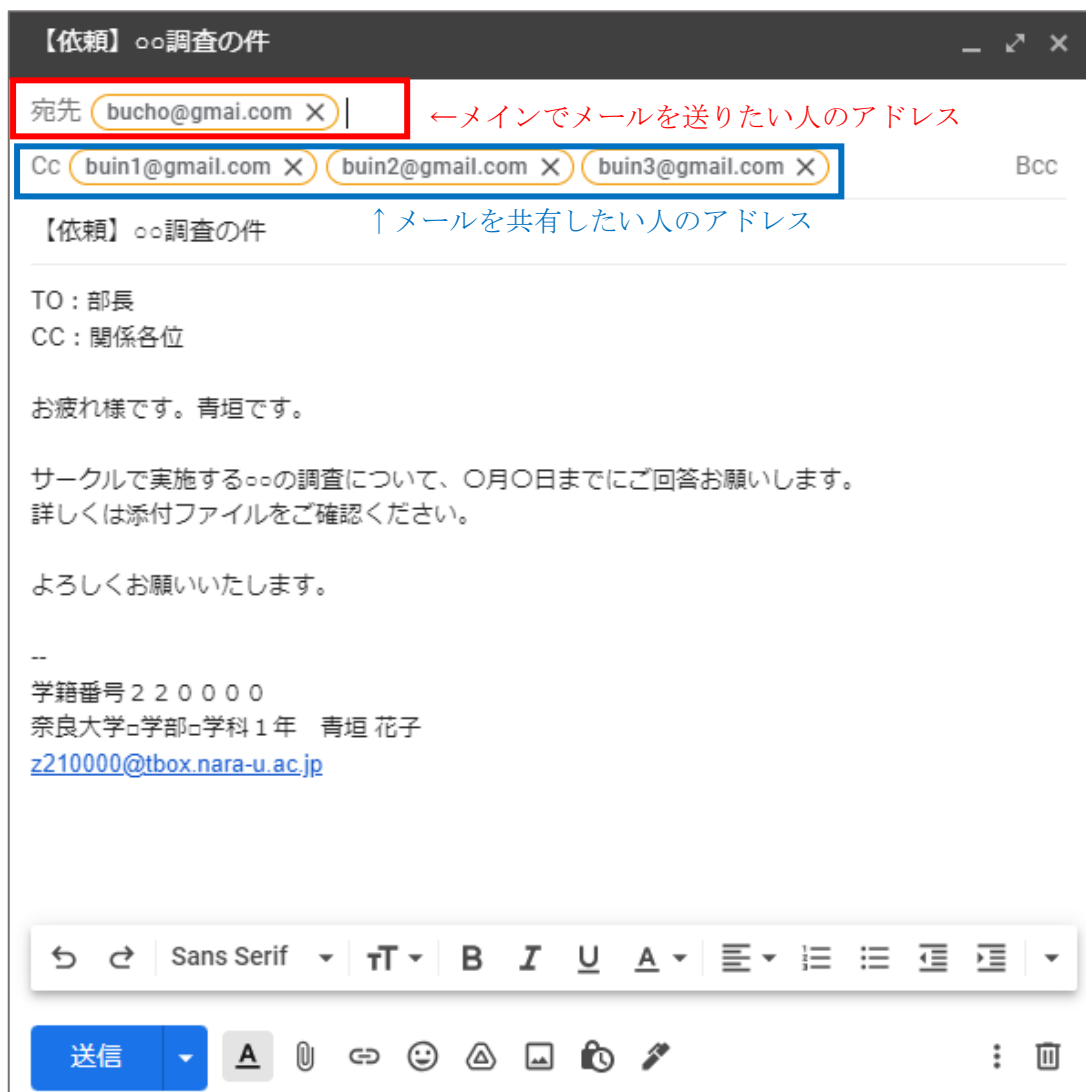 【依頼】○○調査の件
宛先 bucho@gmai.com
←メインでメールを送りたい人のアドレス
Cc buin1@gmail.com buin2@gmail.com buin3@gmail.com Bcc
↑メールを共有したい人のアドレス
【依頼】○○調査の件
TO：部長
CC：関係各位
お疲れ様です。青垣です。
サークルで実施する○○の調査について、〇月〇日までにご回答お願いします。
詳しくは添付ファイルをご確認ください。
よろしくお願いいたします。
--
学籍番号２２００００
奈良大学□学部□学科１年　青垣 花子
z210000@tbox.nara-u.ac.jp
Sans Serif
送信